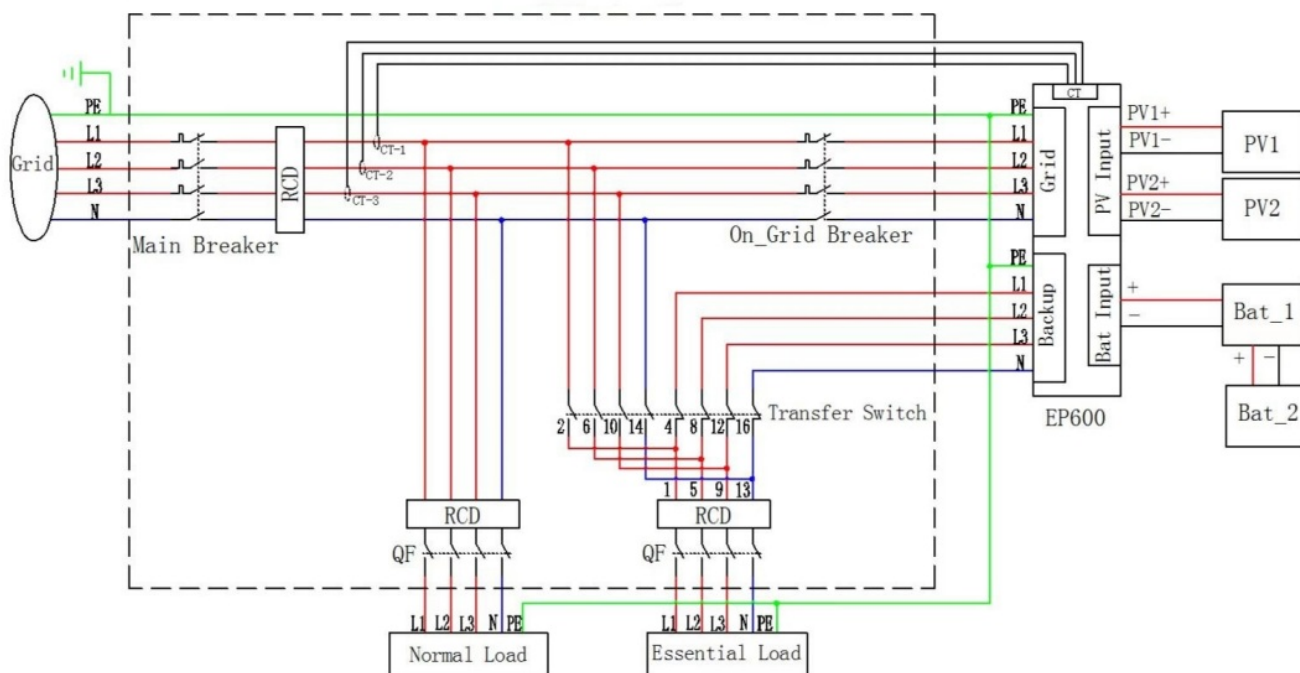 CT
PE
L1
L2
L3
N
Grid
RCD
CT-1
CT-2
CT-3
Main Breaker
On_Grid Breaker
PE
L1
L2
L3
N
Grid
PV Input
PV1+
PV1-
PV2+
PV2-
PV1
PV2
PE
L1
L2
L3
N
Backup
Bat Input
+
-
Bat_1
+ -
Bat_2
EP600
Transfer Switch
2 6 10 14 4 8 12 16
1 5 9 13
RCD
RCD
QF
QF
L1 L2 L3 N PE
L1 L2 L3 N PE
Normal Load
Essential Load